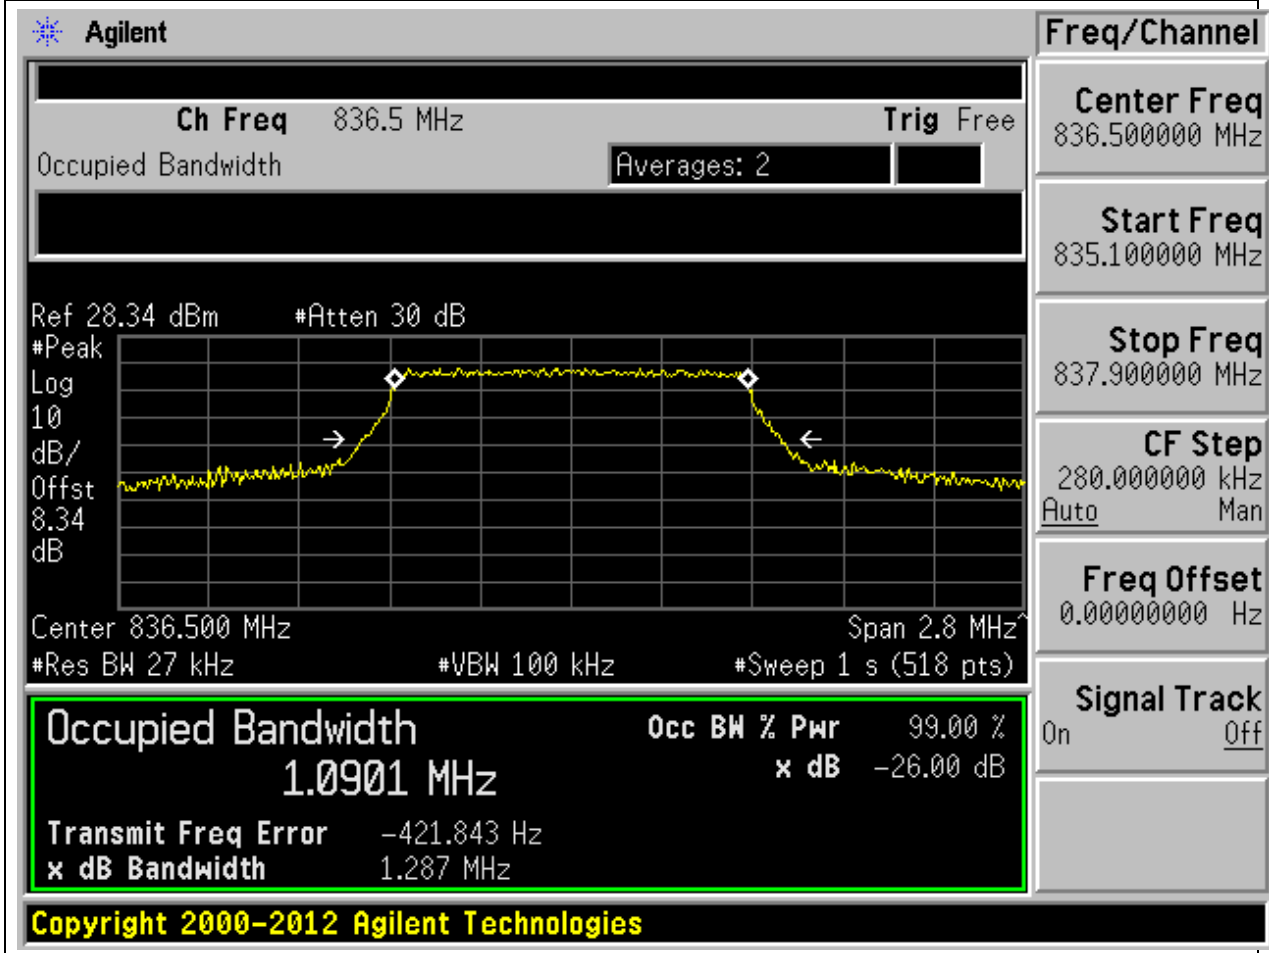 Agilent
Freq/Channel
Ch Freq 836.5 MHz Trig Free
Occupied Bandwidth Averages: 2
Center Freq
836.500000 MHz
Start Freq
835.100000 MHz
Stop Freq
837.900000 MHz
CF Step
280.000000 kHz
Auto Man
Freq Offset
0.00000000 Hz
Signal Track
On Off
Ref 28.34 dBm #Atten 30 dB
#Peak
Log
10
dB/
Offst
8.34
dB
Center 836.500 MHz Span 2.8 MHz^
#Res BW 27 kHz #VBW 100 kHz #Sweep 1 s (518 pts)
Occupied Bandwidth Occ BW % Pwr 99.00 %
1.0901 MHz x dB -26.00 dB
Transmit Freq Error -421.843 Hz
x dB Bandwidth 1.287 MHz
Copyright 2000-2012 Agilent Technologies